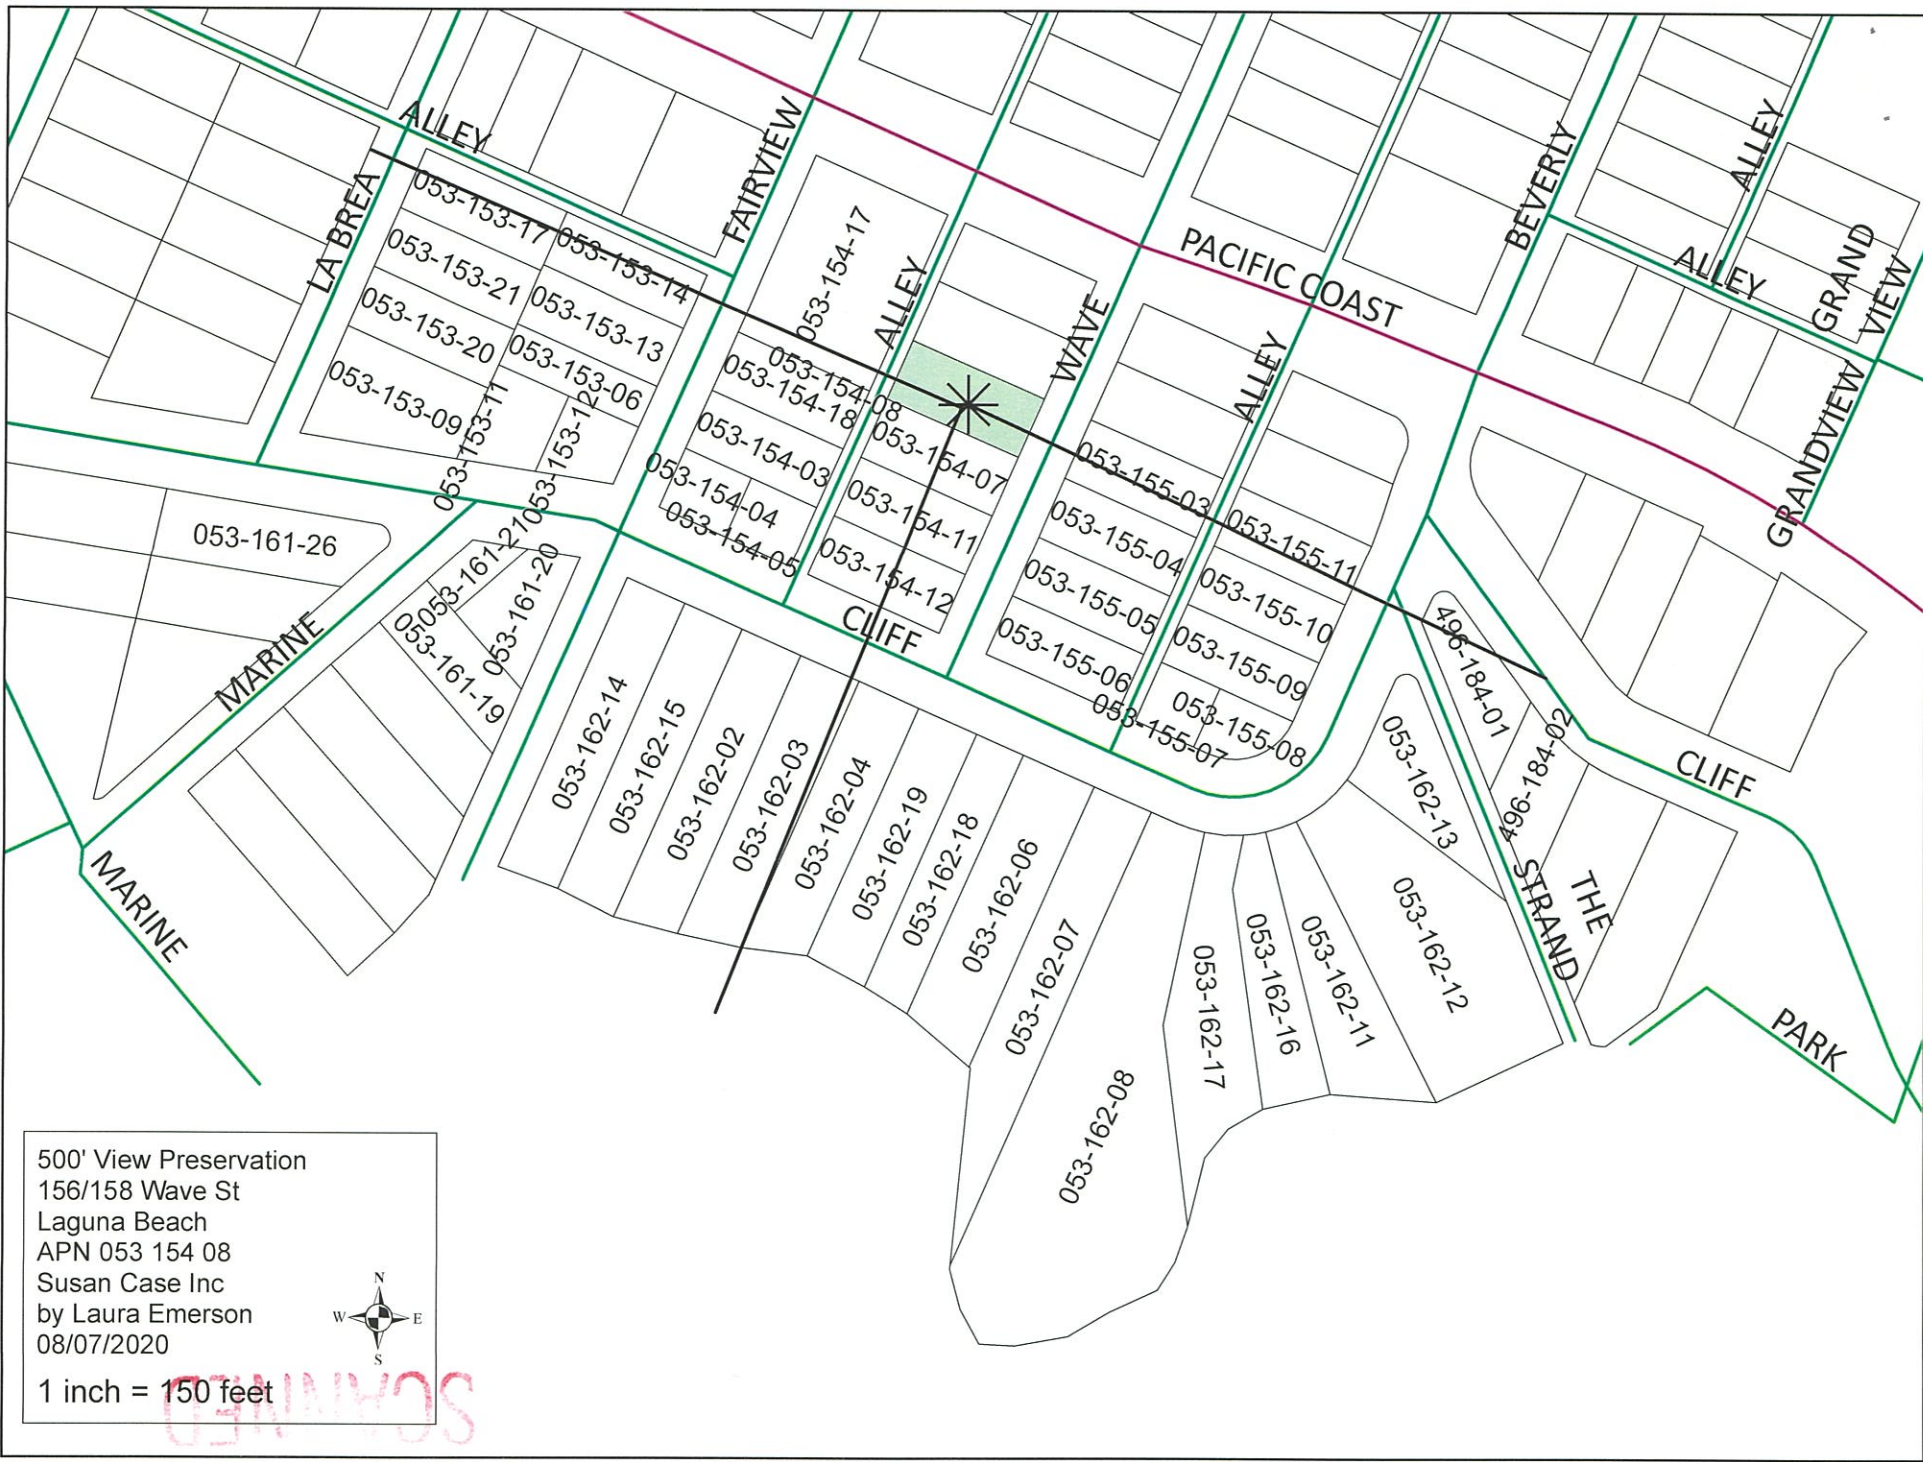 ALLEY
LA BREA
FAIRVIEW
ALLEY
WAVE
PACIFIC COAST
ALLEY
BEVERLY
ALLEY
ALLEY
GRAND
VIEW
GRANDVIEW
053-153-17
053-153-14
053-153-21
053-153-13
053-153-20
053-153-06
053-153-09
053-153-11
053-153-12
053-154-17
053-154-08
053-154-18
053-154-03
053-154-04
053-154-05
053-154-07
053-154-11
053-154-12
053-155-03
053-155-04
053-155-05
053-155-06
053-155-07
053-155-11
053-155-10
053-155-09
053-155-08
053-161-26
053-161-21
053-161-20
053-161-19
MARINE
MARINE
CLIFF
053-162-14
053-162-15
053-162-02
053-162-03
053-162-04
053-162-19
053-162-18
053-162-06
053-162-07
053-162-08
053-162-17
053-162-16
053-162-11
053-162-12
053-162-13
496-184-01
496-184-02
CLIFF
THE
STRAND
PARK
500' View Preservation
156/158 Wave St
Laguna Beach
APN 053 154 08
Susan Case Inc
by Laura Emerson
08/07/2020
N
W E
S
1 inch = 150 feet
SCANNED